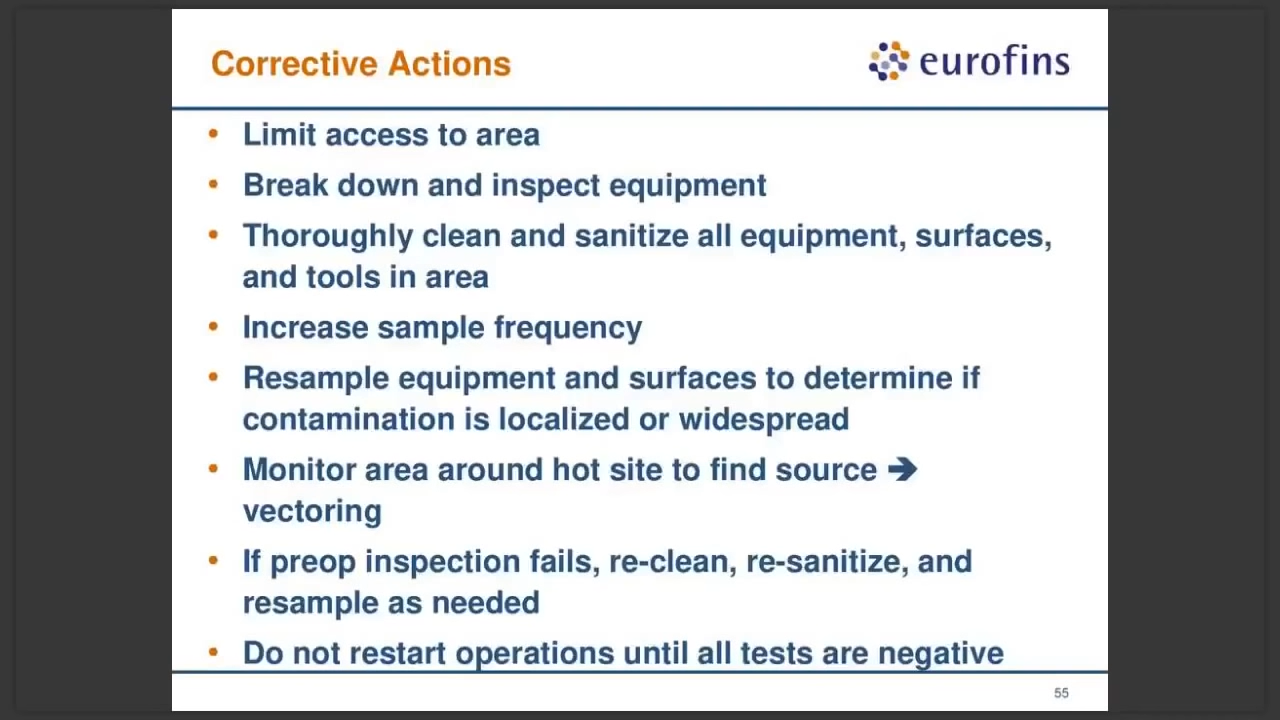 Corrective Actions
eurofins
• Limit access to area
• Break down and inspect equipment
• Thoroughly clean and sanitize all equipment, surfaces,
and tools in area
• Increase sample frequency
• Resample equipment and surfaces to determine if
contamination is localized or widespread
• Monitor area around hot site to find source ➔
vectoring
• If preop inspection fails, re-clean, re-sanitize, and
resample as needed
• Do not restart operations until all tests are negative
55